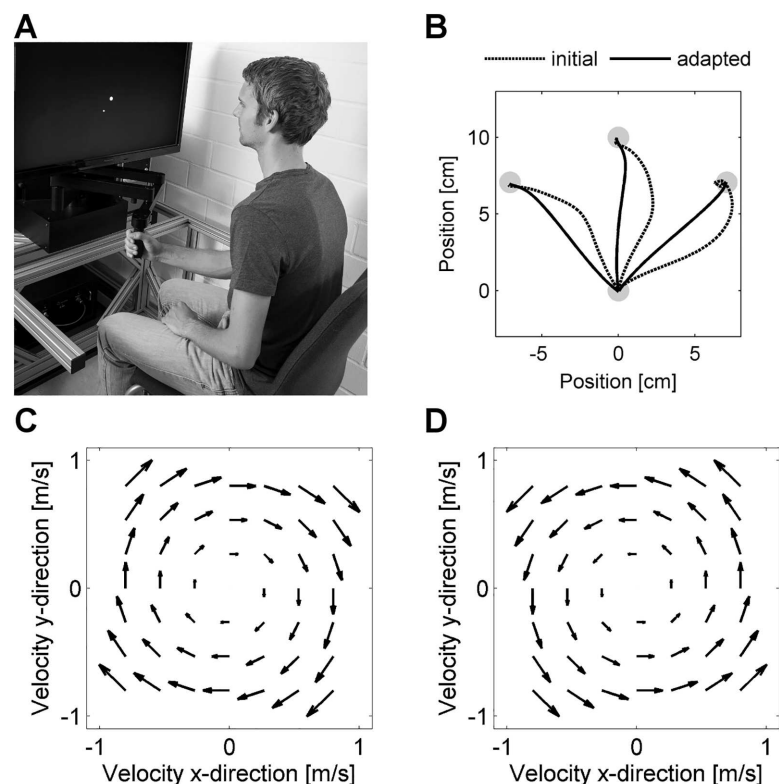 A
B
initial
adapted
Position [cm]
10
5
0
-5
0
5
Position [cm]
C
Velocity y-direction [m/s]
1
0
-1
-1
0
1
Velocity x-direction [m/s]
D
Velocity y-direction [m/s]
1
0
-1
-1
0
1
Velocity x-direction [m/s]